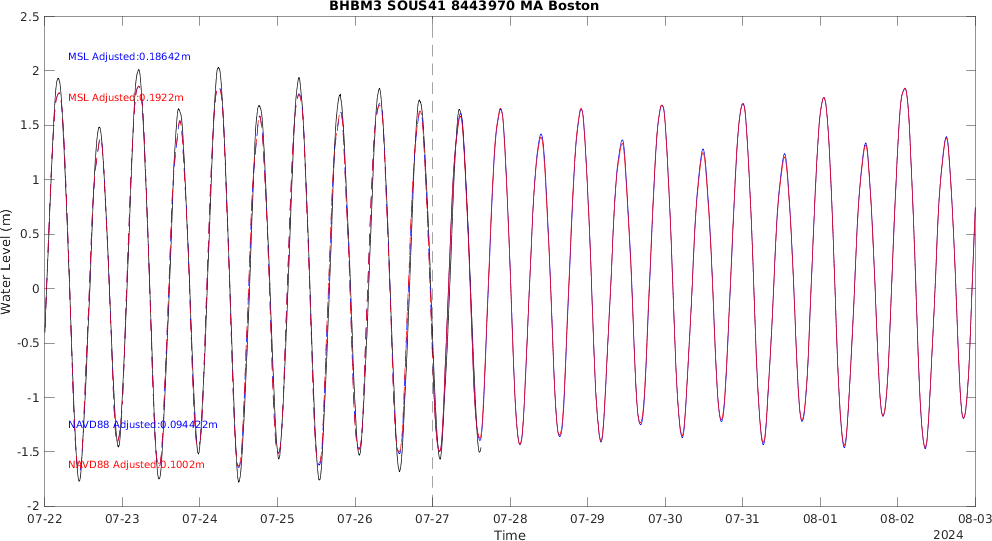 BHBM3 SOUS41 8443970 MA Boston
2.5
2
1.5
1
0.5
0
-0.5
-1
-1.5
-2
Water Level (m)
MSL Adjusted:0.18642m
MSL Adjusted:0.1922m
NAVD88 Adjusted:0.094422m
NAVD88 Adjusted:0.1002m
07-22 07-23 07-24 07-25 07-26 07-27 07-28 07-29 07-30 07-31 08-01 08-02 08-03
Time
2024